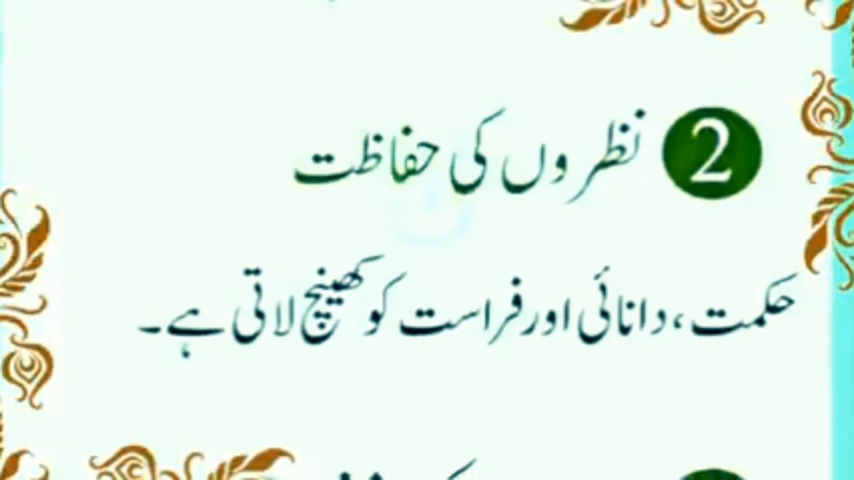 2 نظروں کی حفاظت
حکمت، دانائی اور فراست کو کھینچ لاتی ہے۔